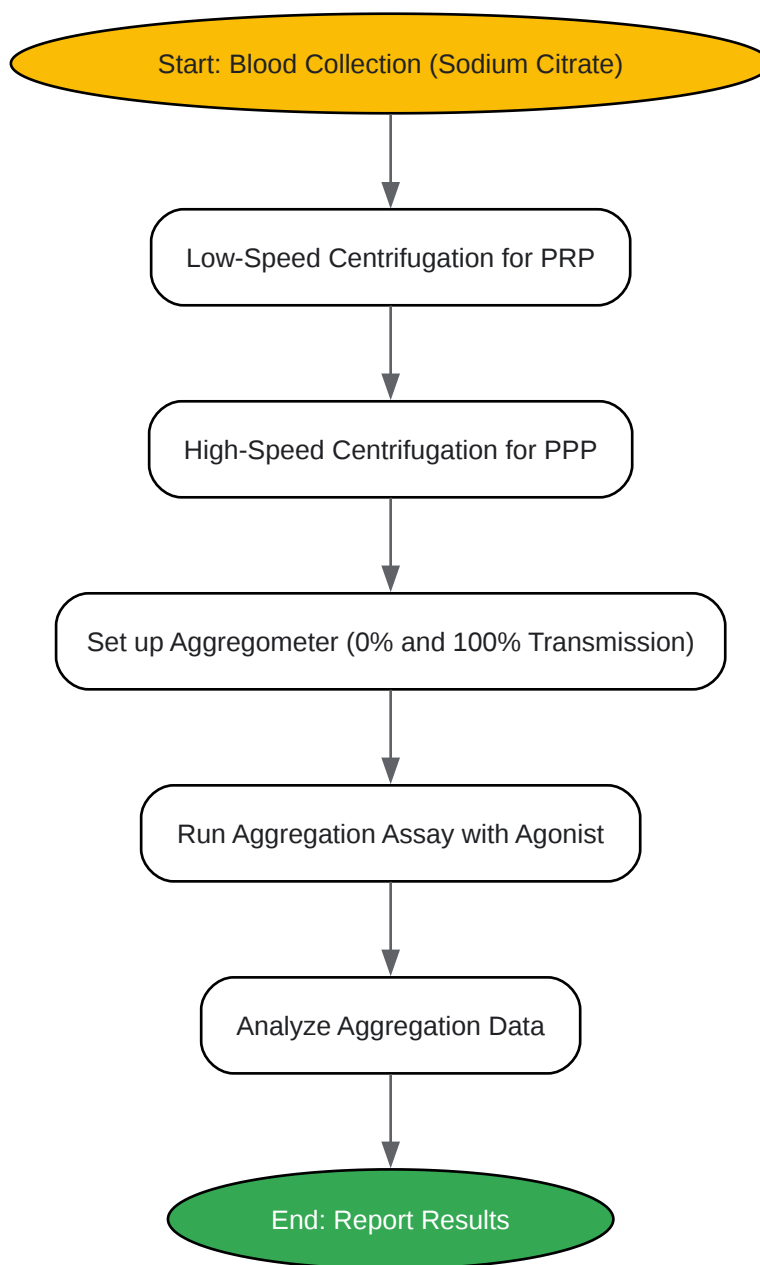 Start: Blood Collection (Sodium Citrate)
Low-Speed Centrifugation for PRP
High-Speed Centrifugation for PPP
Set up Aggregometer (0% and 100% Transmission)
Run Aggregation Assay with Agonist
Analyze Aggregation Data
End: Report Results